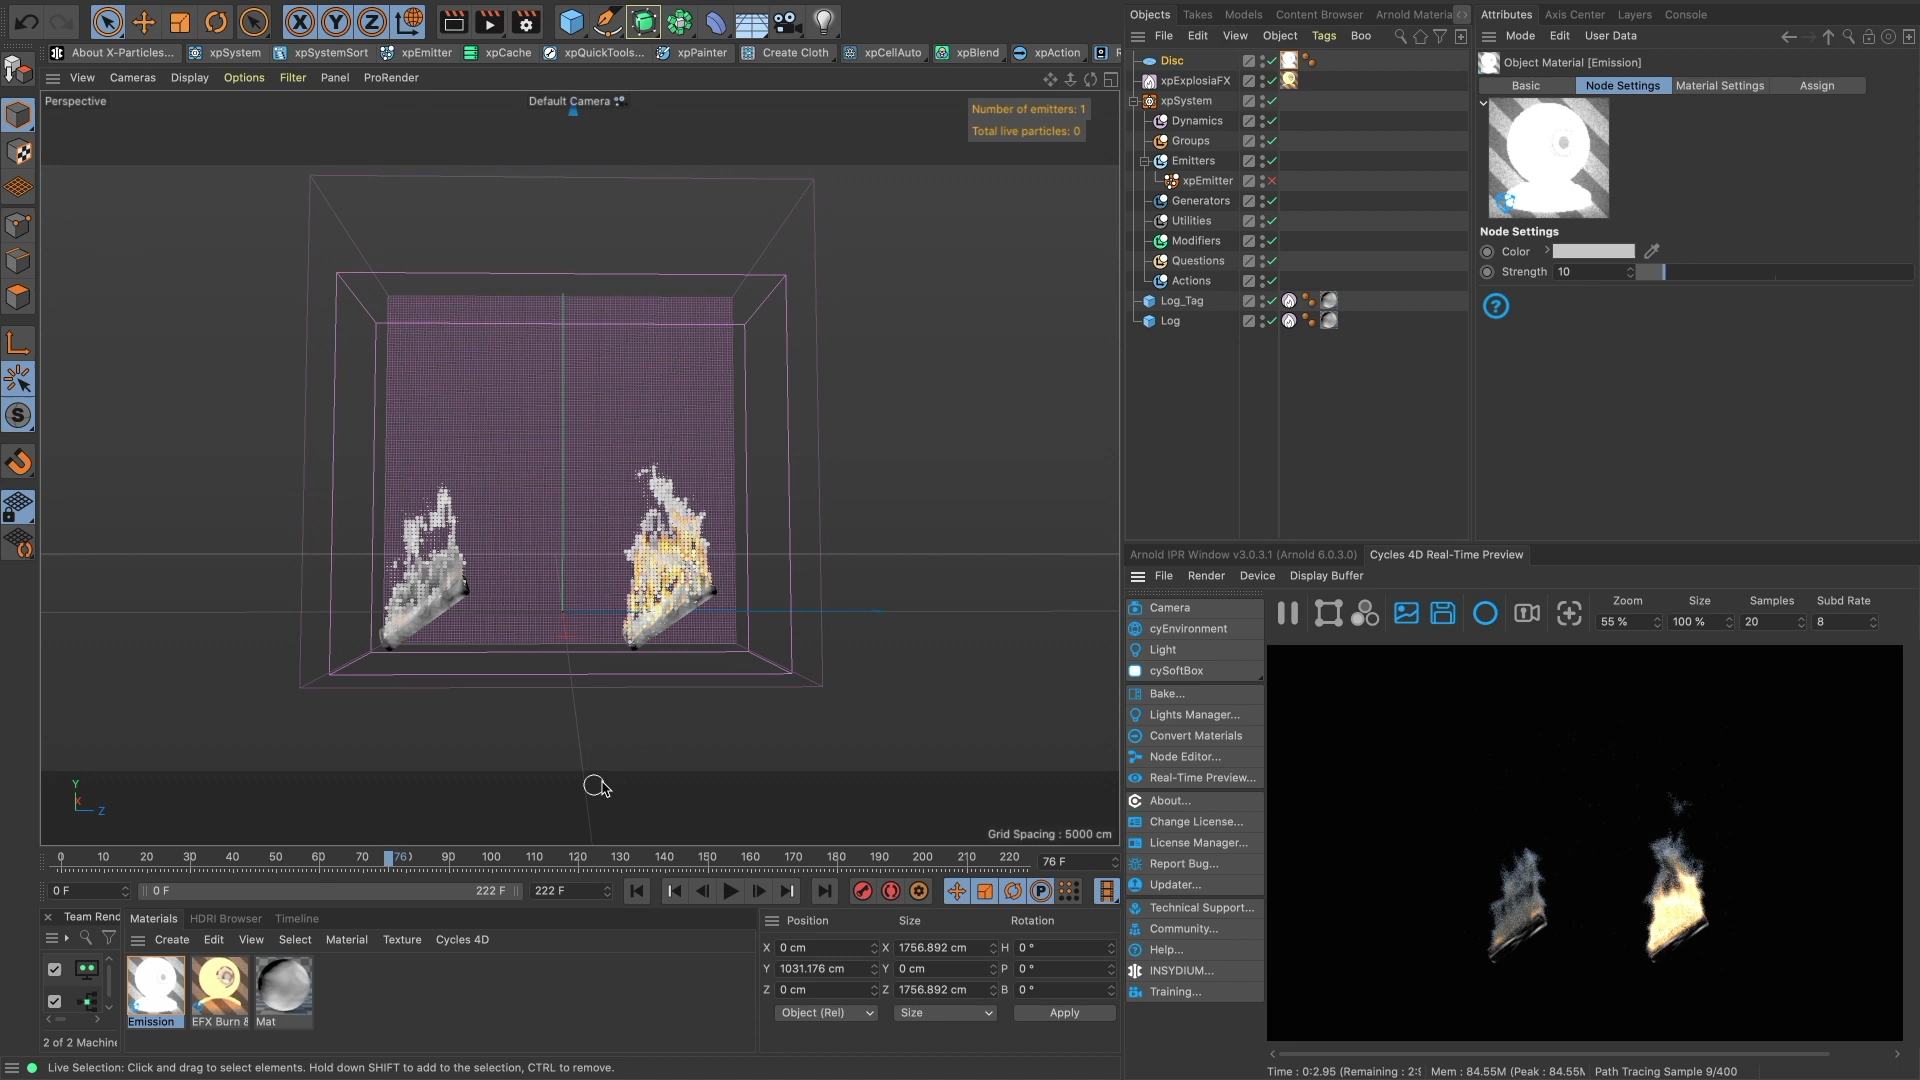 Objects Takes Models Content Browser Arnold Materia
Attributes Axis Center Layers Console
File Edit View Object Tags Boo
Mode Edit User Data
About X-Particles... xpSystem xpSystemSort xpEmitter xpCache xpQuickTools... xpPainter Create Cloth xpCellAuto xpBlend xpAction
View Cameras Display Options Filter Panel ProRender
Perspective
Default Camera
Number of emitters: 1
Total live particles: 0
Disc
xpExplosiaFX
xpSystem
Dynamics
Groups
Emitters
xpEmitter
Generators
Utilities
Modifiers
Questions
Actions
Log_Tag
Log
Object Material [Emission]
Basic Node Settings Material Settings Assign
Node Settings
Color
Strength 10
Arnold IPR Window v3.0.3.1 (Arnold 6.0.3.0) Cycles 4D Real-Time Preview
File Render Device Display Buffer
Camera
cyEnvironment
Light
cySoftBox
Bake...
Lights Manager...
Convert Materials
Node Editor...
Real-Time Preview...
About...
Change License...
License Manager...
Report Bug...
Updater...
Technical Support...
Community...
Help...
INSYDIUM...
Training...
Zoom Size Samples Subd Rate
55 % 100 % 20 8
Y
X
Z
Grid Spacing : 5000 cm
0 10 20 30 40 50 60 70 76 90 100 110 120 130 140 150 160 170 180 190 200 210 220 76 F
0 F 0 F 222 F 222 F
Team Rend Materials HDRI Browser Timeline
Create Edit View Select Material Texture Cycles 4D
Emission EFX Burn & Mat
2 of 2 Machine
Position Size Rotation
X 0 cm X 1756.892 cm H 0 °
Y 1031.176 cm Y 0 cm P 0 °
Z 0 cm Z 1756.892 cm B 0 °
Object (Rel) Size Apply
Live Selection: Click and drag to select elements. Hold down SHIFT to add to the selection, CTRL to remove.
Time : 0:2.95 (Remaining : 2: Mem : 84.55M (Peak : 84.55 Path Tracing Sample 9/400